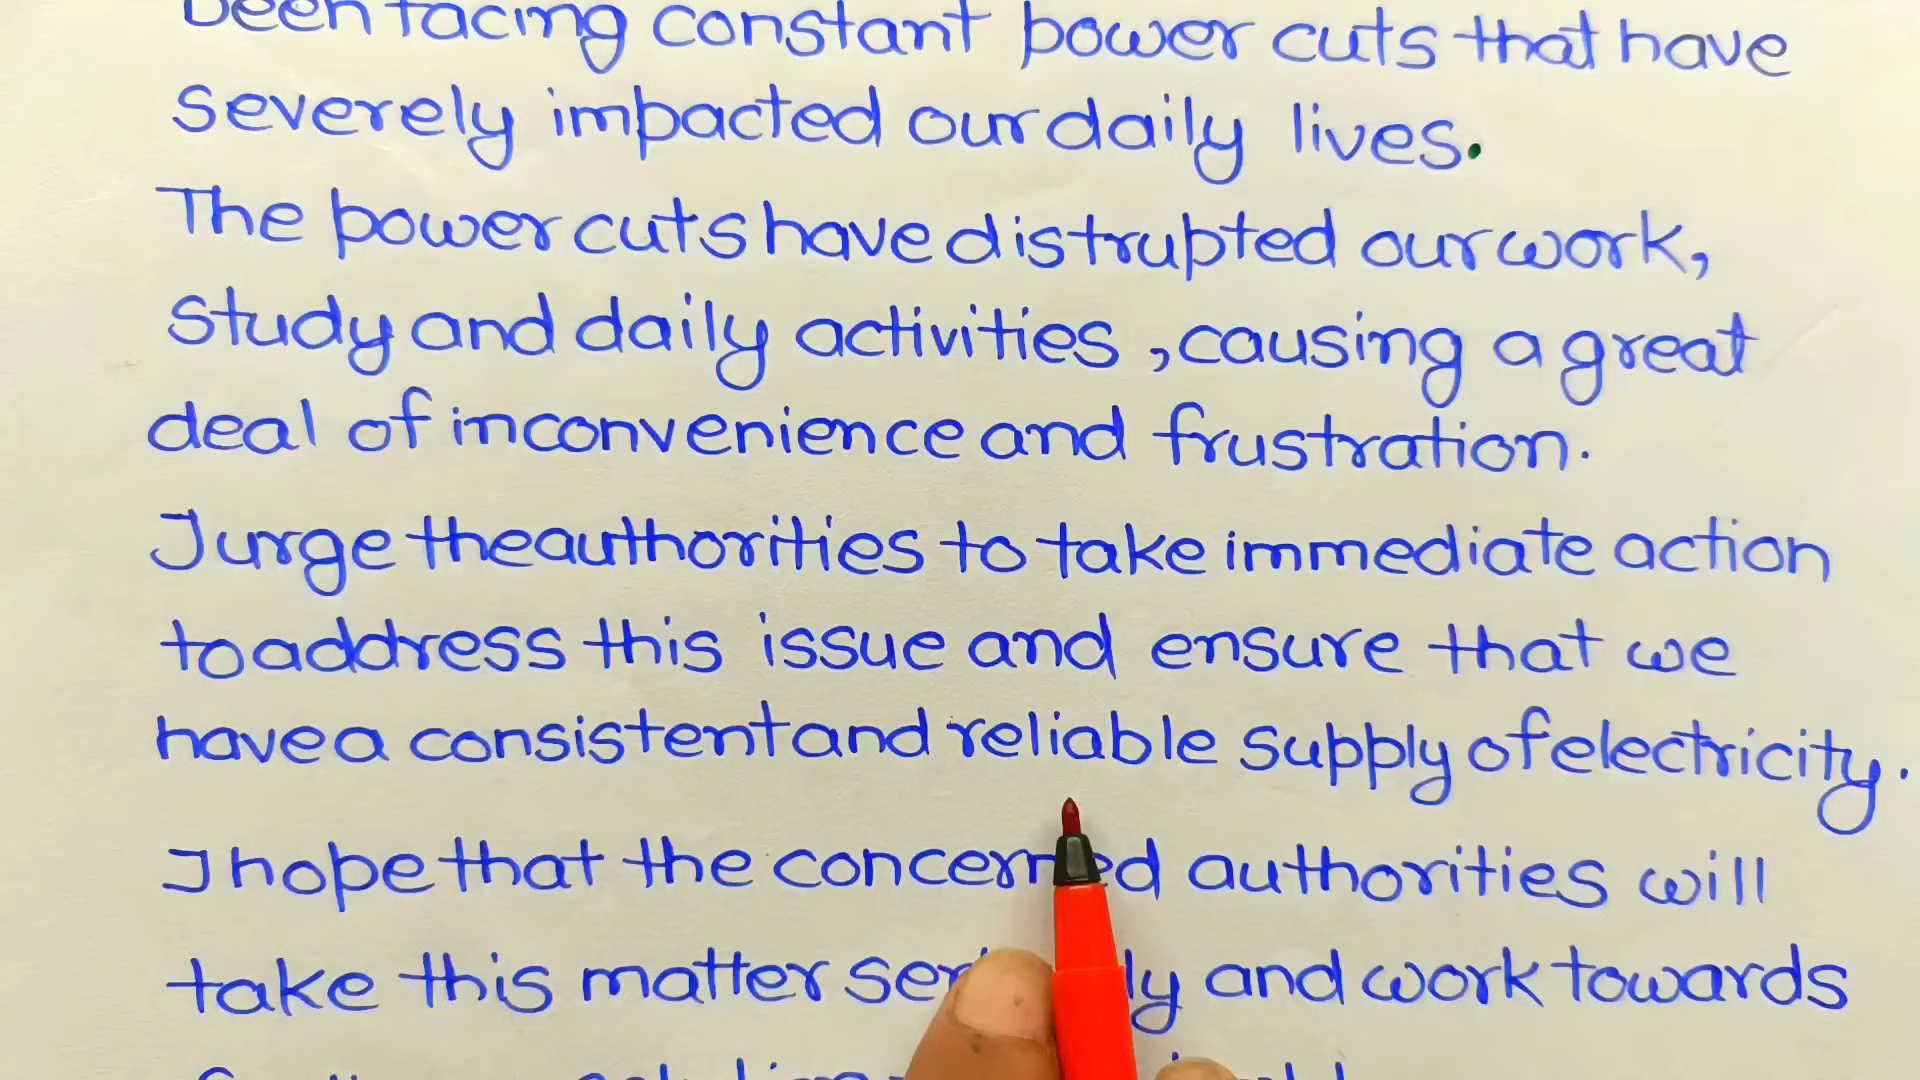 been facing constant power cuts that have
severely impacted our daily lives.
The power cuts have distrupted our work,
study and daily activities, causing a great
deal of inconvenience and frustration.
I urge the authorities to take immediate action
to address this issue and ensure that we
have a consistent and reliable supply of electricity.
I hope that the concerned authorities will
take this matter seriously and work towards